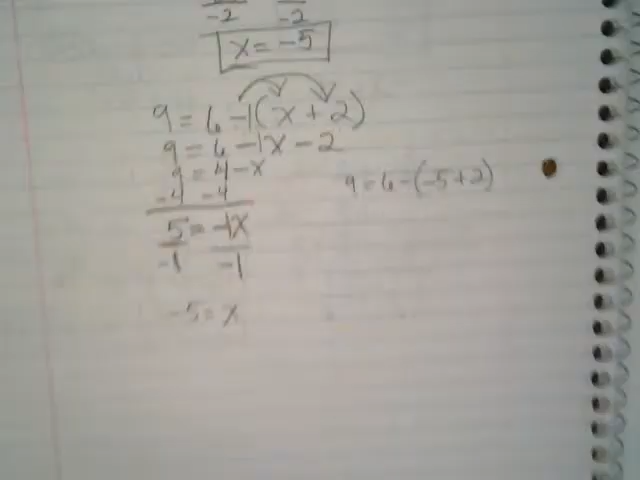 -2 -2
x = -5
9 = 6 -1(x + 2)
9 = 6 -1x - 2
9 = 4 - x
-4 -4
9 = 6 - (-5+2)
5 = -1x
-1 -1
-5 = x